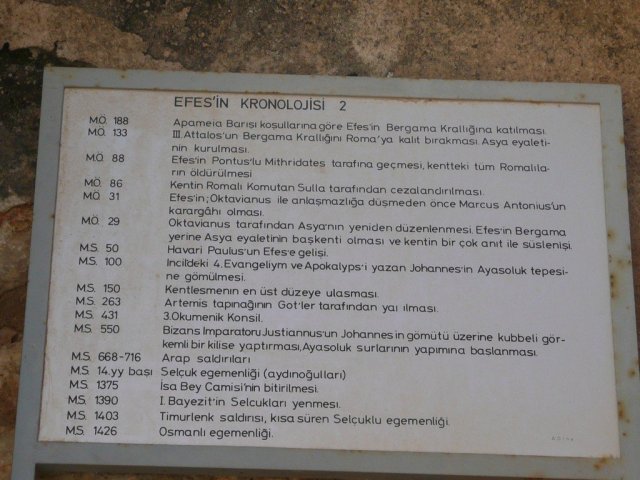 EFES'İN KRONOLOJİSİ 2
M.Ö. 188 Apameia Barışı koşullarına göre Efes'in Bergama Krallığına katılması.
M.Ö. 133 III. Attalos'un Bergama Krallığını Roma'ya kalıt bırakması. Asya eyaleti-
nin kurulması.
M.Ö. 88 Efes'in Pontus'lu Mithridates tarafına geçmesi, kentteki tüm Romalıla-
rın öldürülmesi
M.Ö. 86 Kentin Romalı Komutan Sulla tarafından cezalandırılması.
M.Ö. 31 Efes'in; Oktavianus ile anlaşmazlığa düşmeden önce Marcus Antonius'un
karargâhı olması.
M.Ö. 29 Oktavianus tarafından Asya'nın yeniden düzenlenmesi. Efes'in Bergama
yerine Asya eyaletinin başkenti olması ve kentin bir çok anıt ile süslenişi.
M.S. 50 Havari Paulus'un Efes'e gelişi.
M.S. 100 İncil'deki 4. Evangeliym ve Apokalyps'i yazan Johannes'in Ayasoluk tepesi-
ne gömülmesi.
M.S. 150 Kentleşmenin en üst düzeye ulaşması.
M.S. 263 Artemis tapınağının Got'ler tarafından yaı ılması.
M.S. 431 3. Okumenik Konsil.
M.S. 550 Bizans İmparatoru Justiannus'un Johannes'in gömütü üzerine kubbeli gör-
kemli bir kilise yaptırması, Ayasoluk surlarının yapımına başlanması.
M.S. 668-716 Arap saldırıları
M.S. 14. yy başı Selçuk egemenliği (aydınoğulları)
M.S. 1375 İsa Bey Camisi'nin bitirilmesi.
M.S. 1390 I. Bayezit'in Selcukları yenmesi.
M.S. 1403 Timurlenk saldırısı, kısa süren Selçuklu egemenliği.
M.S. 1426 Osmanlı egemenliği.